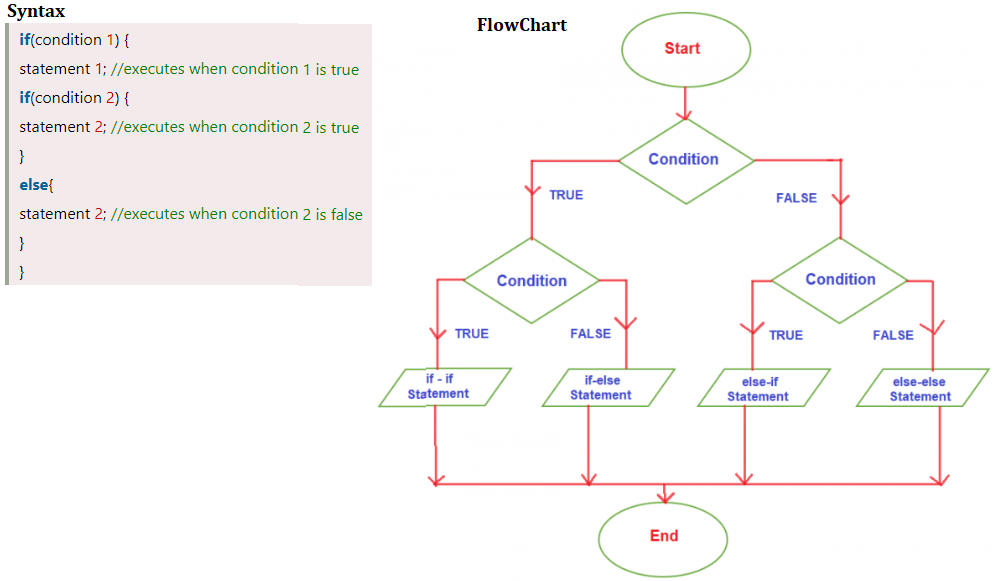 Syntax
if(condition 1) {
statement 1; //executes when condition 1 is true
if(condition 2) {
statement 2; //executes when condition 2 is true
}
else{
statement 2; //executes when condition 2 is false
}
}
FlowChart
Start
Condition
TRUE
FALSE
Condition
Condition
TRUE
FALSE
TRUE
FALSE
if - if
Statement
if-else
Statement
else-if
Statement
else-else
Statement
End